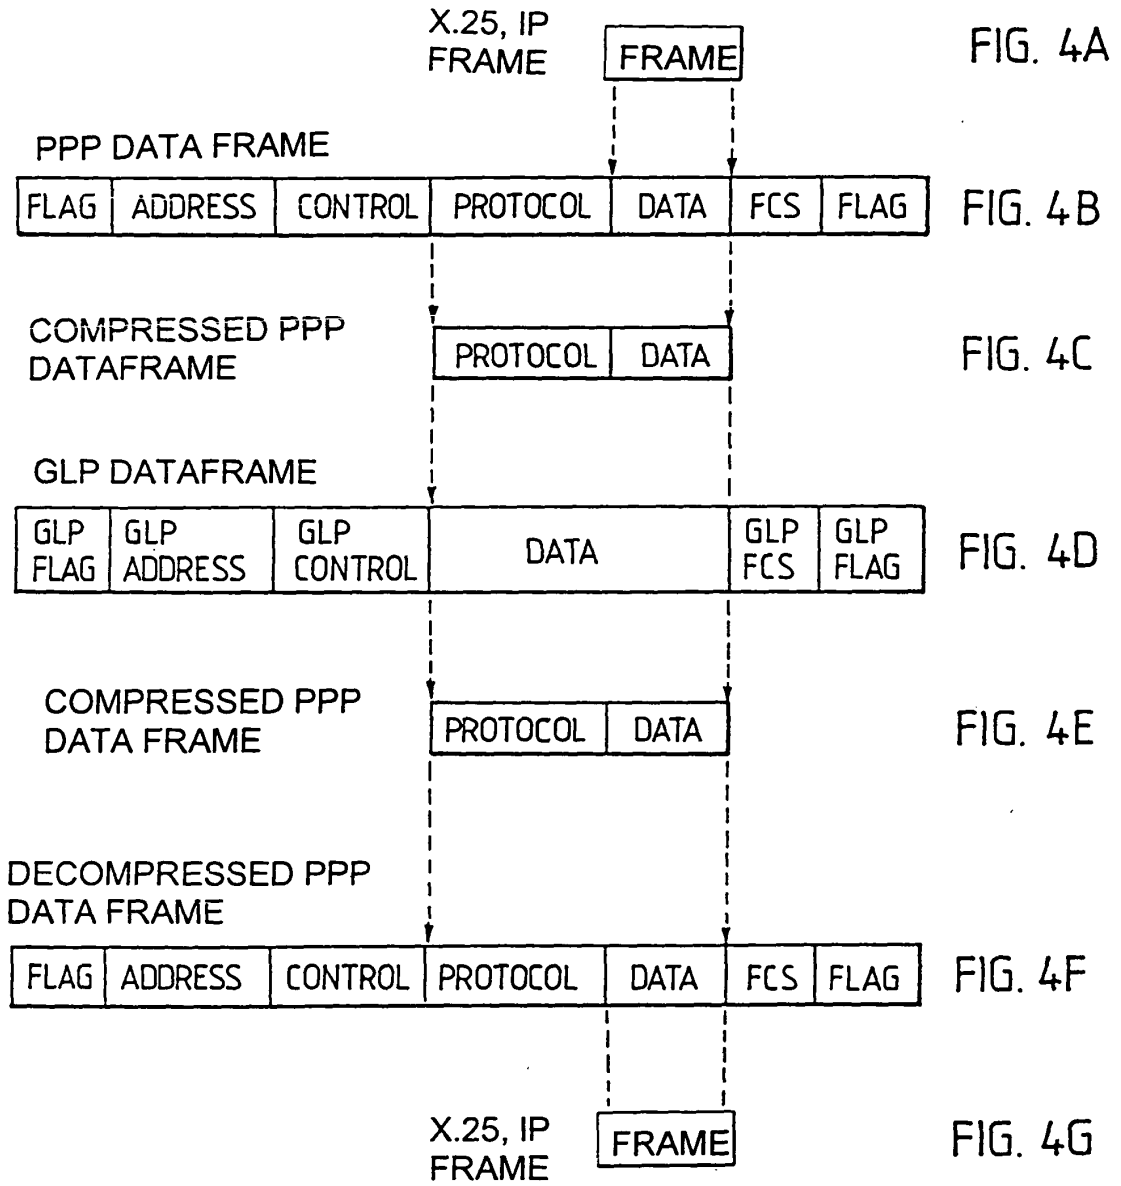 X.25, IP
FRAME
FRAME
FIG. 4A
PPP DATA FRAME
FLAG ADDRESS CONTROL PROTOCOL DATA FCS FLAG
FIG. 4B
COMPRESSED PPP
DATAFRAME
PROTOCOL DATA
FIG. 4C
GLP DATAFRAME
GLP FLAG GLP ADDRESS GLP CONTROL DATA GLP FCS GLP FLAG
FIG. 4D
COMPRESSED PPP
DATA FRAME
PROTOCOL DATA
FIG. 4E
DECOMPRESSED PPP
DATA FRAME
FLAG ADDRESS CONTROL PROTOCOL DATA FCS FLAG
FIG. 4F
X.25, IP
FRAME
FRAME
FIG. 4G